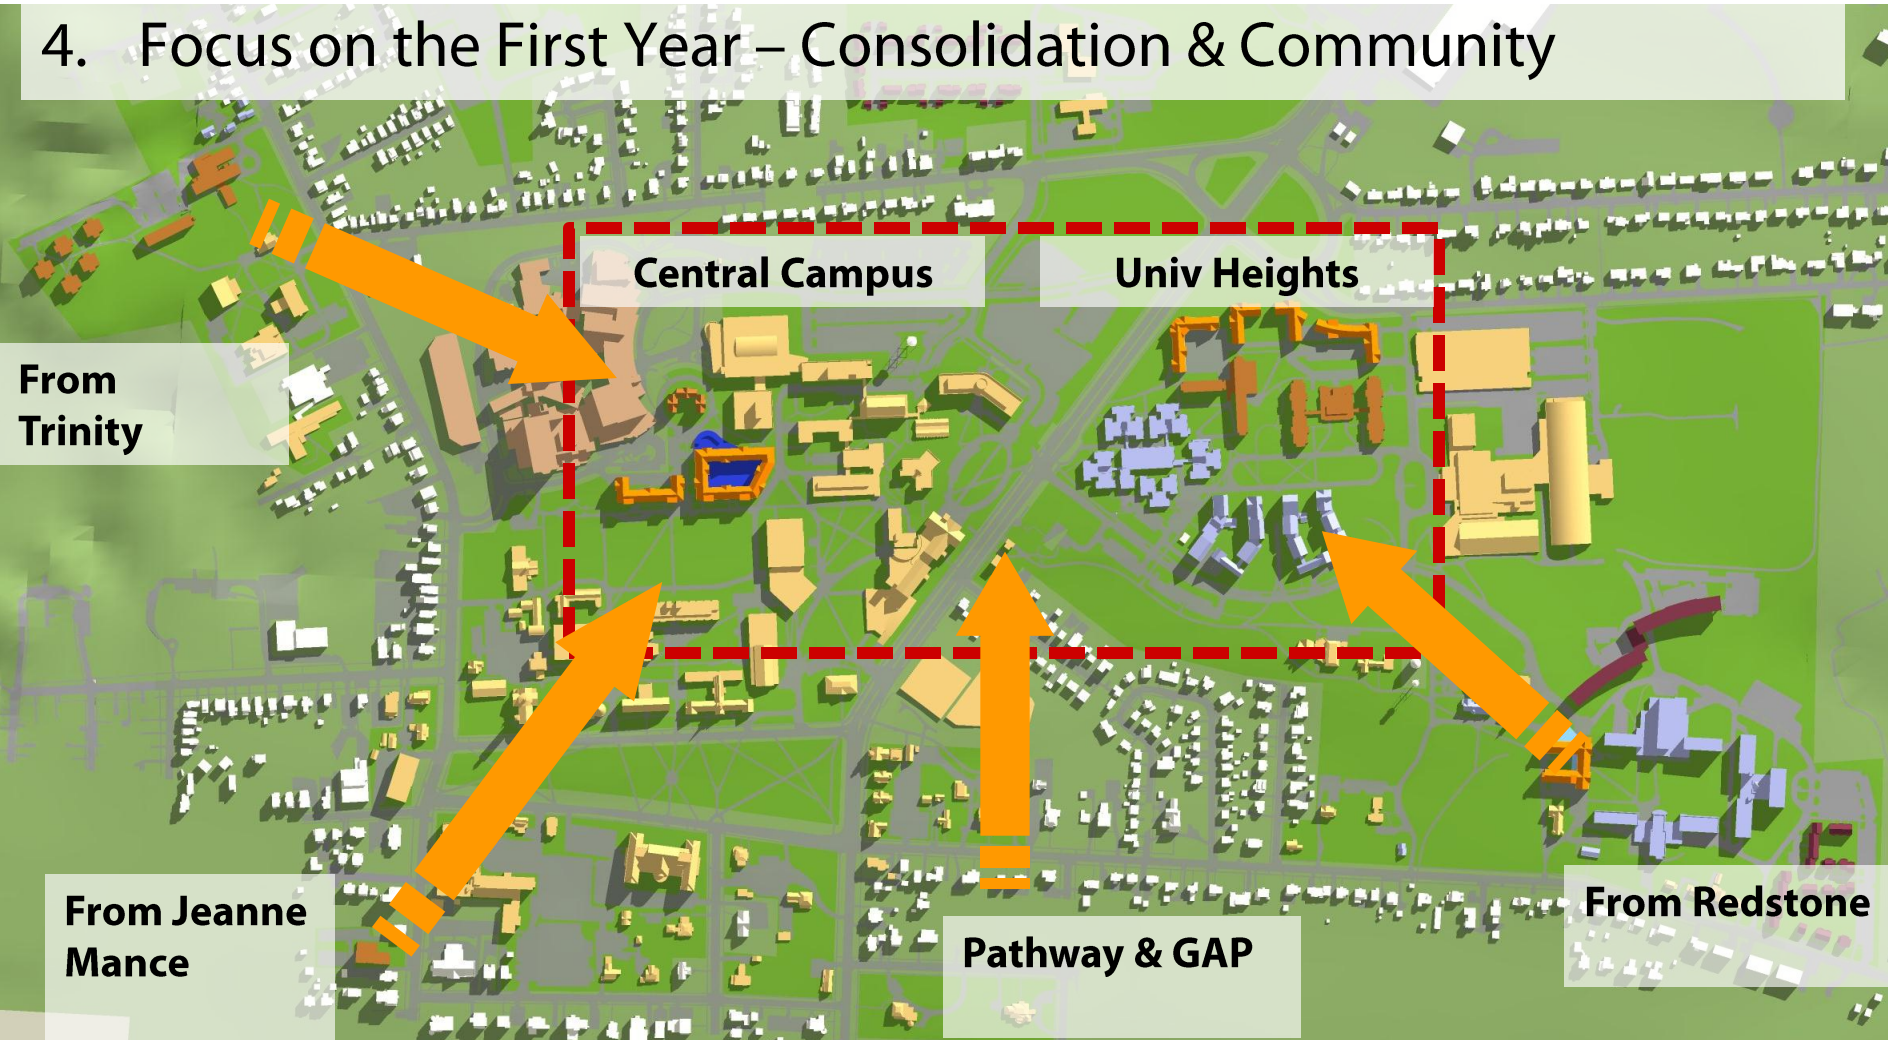 4. Focus on the First Year – Consolidation & Community
Central Campus
Univ Heights
From
Trinity
From Jeanne
Mance
Pathway & GAP
From Redstone